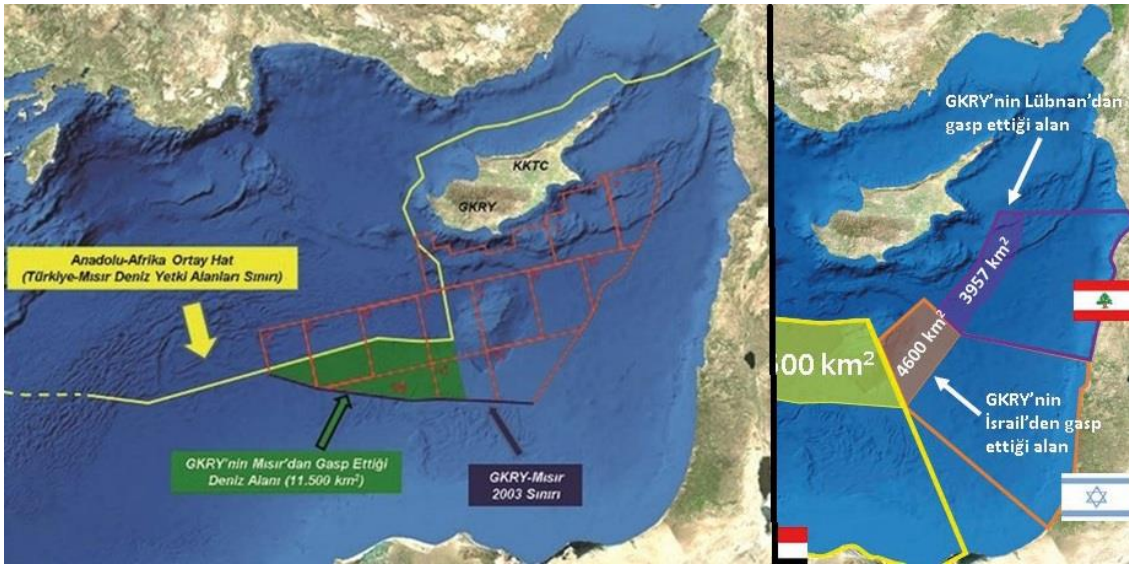 KKTC
GKRY
Anadolu-Afrika Ortay Hat
(Türkiye-Mısır Deniz Yetki Alanları Sınırı)
GKRY'nin Mısır'dan Gasp Ettiği
Deniz Alanı (11.500 km²)
GKRY-Mısır
2003 Sınırı
GKRY'nin Lübnan'dan
gasp ettiği alan
3957 km²
4600 km²
500 km²
GKRY'nin
İsrail'den gasp
ettiği alan